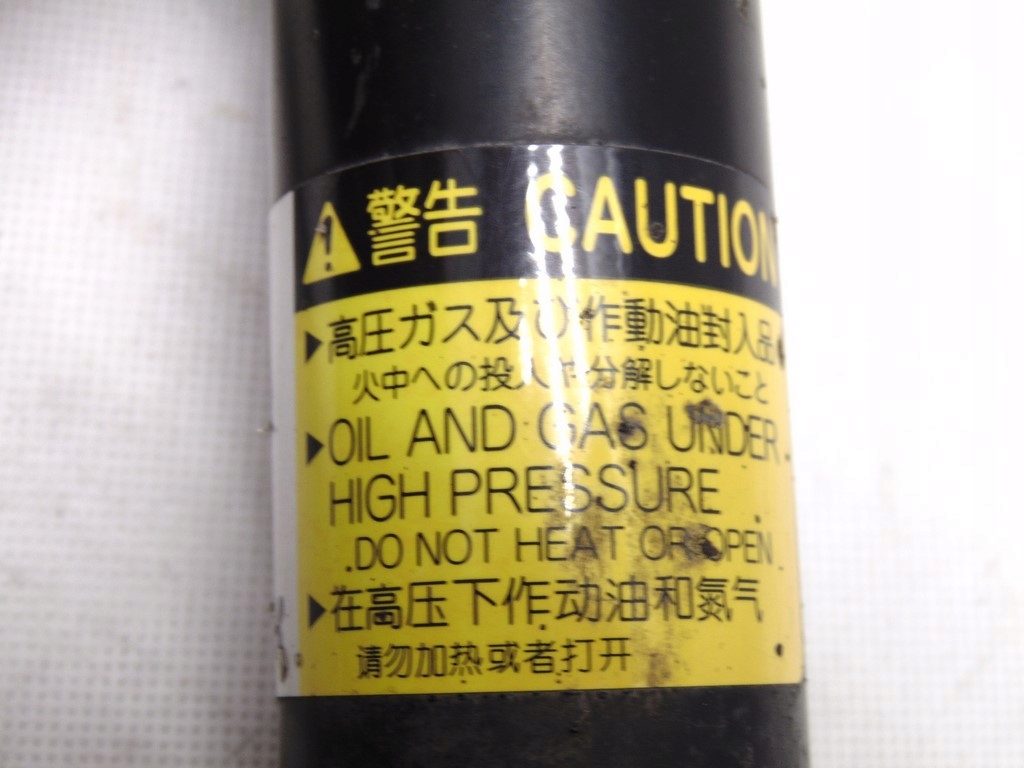 警告 CAUTION
高圧ガス及び作動油封入品
火中への投入や分解しないこと
OIL AND GAS UNDER
HIGH PRESSURE
DO NOT HEAT OR OPEN
在高压下作动油和氮气
请勿加热或者打开